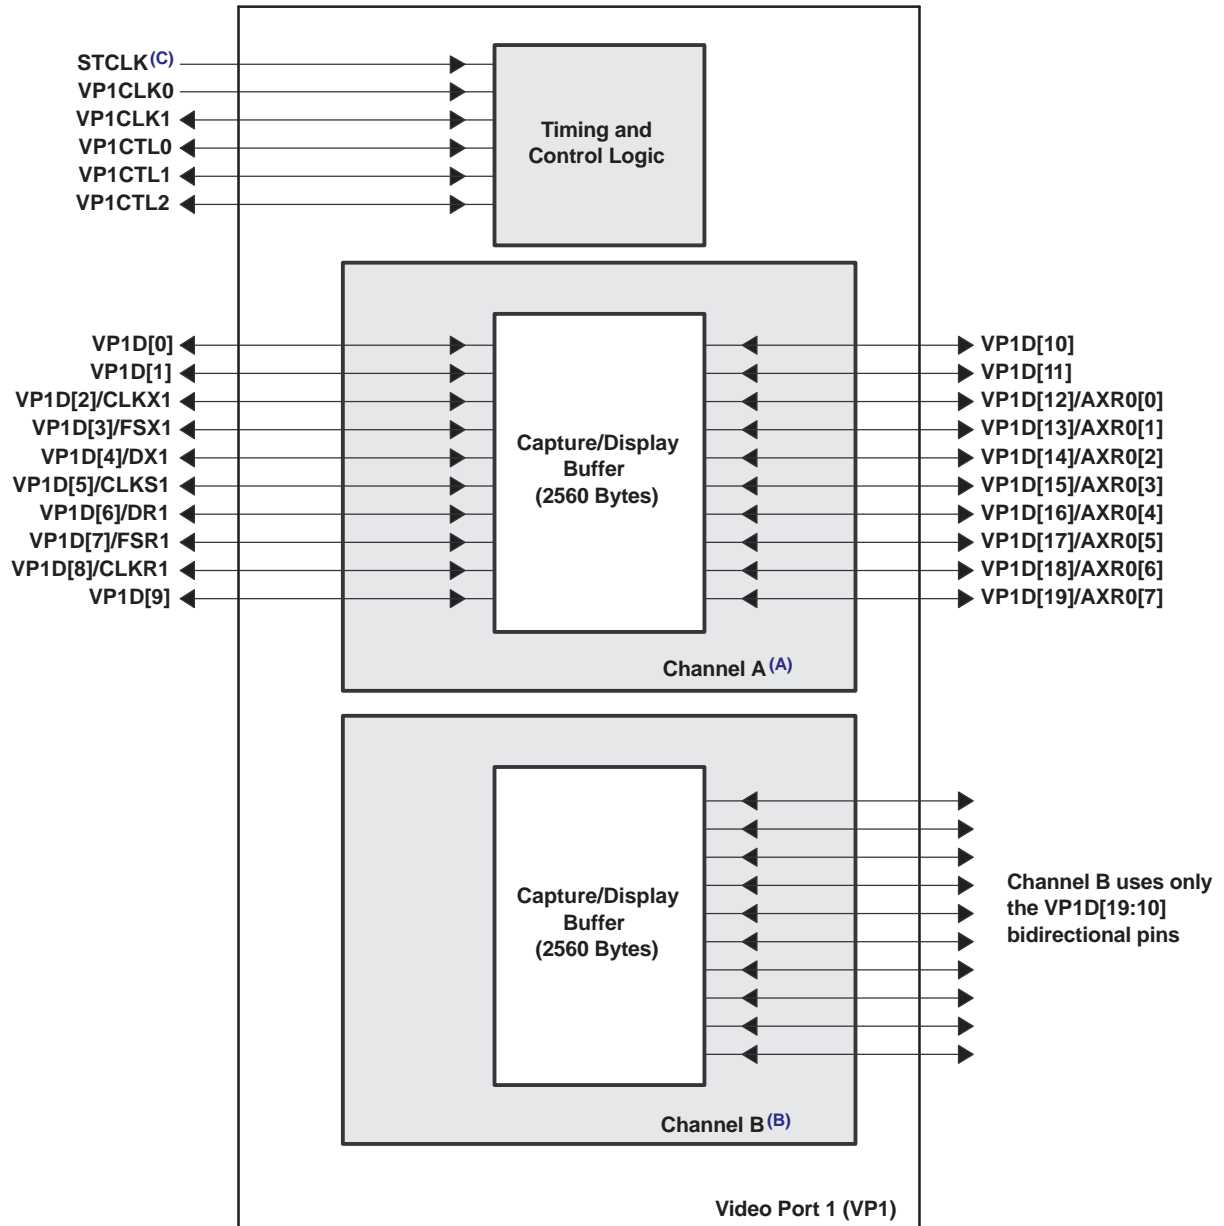 STCLK(C)
VP1CLK0
VP1CLK1
VP1CTL0
VP1CTL1
VP1CTL2
Timing and
Control Logic
VP1D[0]
VP1D[1]
VP1D[2]/CLKX1
VP1D[3]/FSX1
VP1D[4]/DX1
VP1D[5]/CLKS1
VP1D[6]/DR1
VP1D[7]/FSR1
VP1D[8]/CLKR1
VP1D[9]
Capture/Display
Buffer
(2560 Bytes)
VP1D[10]
VP1D[11]
VP1D[12]/AXR0[0]
VP1D[13]/AXR0[1]
VP1D[14]/AXR0[2]
VP1D[15]/AXR0[3]
VP1D[16]/AXR0[4]
VP1D[17]/AXR0[5]
VP1D[18]/AXR0[6]
VP1D[19]/AXR0[7]
Channel A(A)
Capture/Display
Buffer
(2560 Bytes)
Channel B uses only
the VP1D[19:10]
bidirectional pins
Channel B(B)
Video Port 1 (VP1)